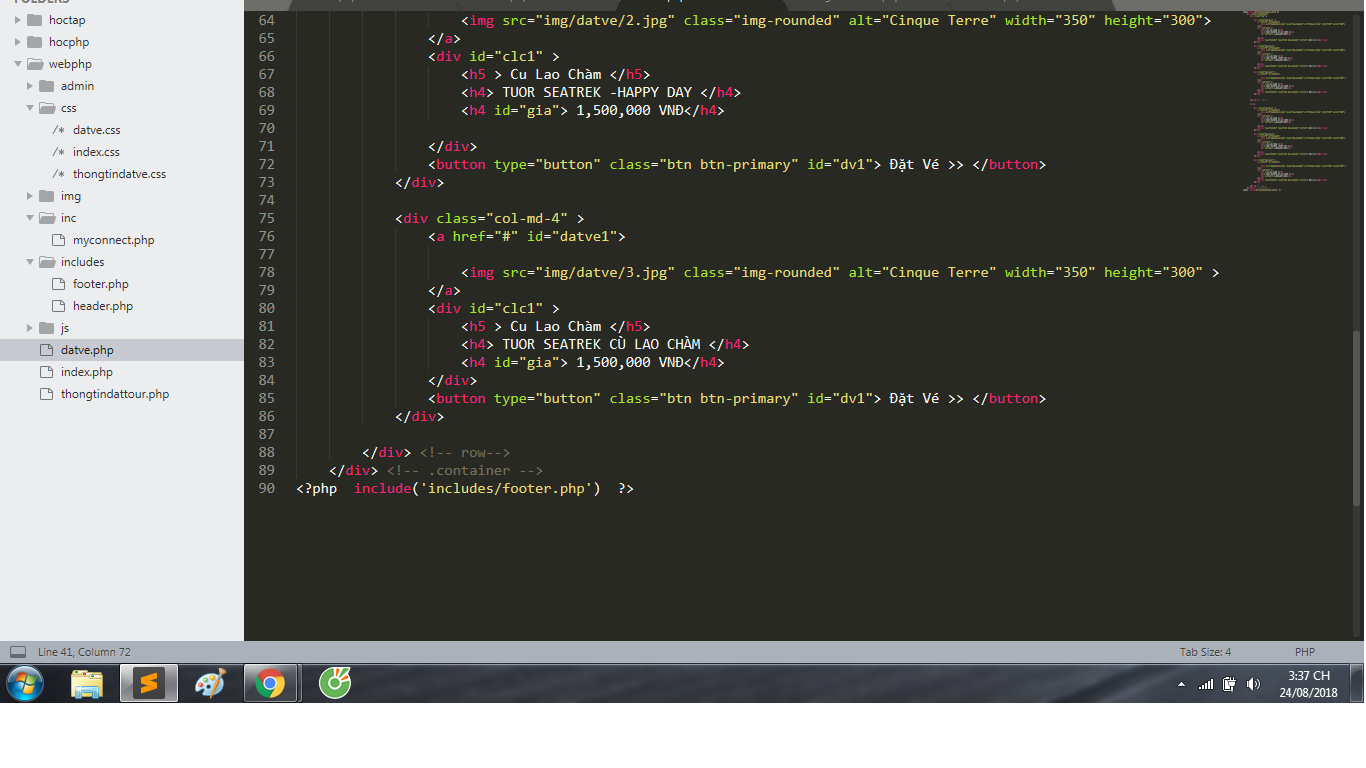 FOLDERS
hoctap
hocphp
webphp
admin
css
/* datve.css
/* index.css
/* thongtindatve.css
img
inc
myconnect.php
includes
footer.php
header.php
js
datve.php
index.php
thongtindattour.php
64 <img src="img/datve/2.jpg" class="img-rounded" alt="Cinque Terre" width="350" height="300">
65 </a>
66 <div id="clc1" >
67 <h5 > Cu Lao Chàm </h5>
68 <h4> TUOR SEATREK -HAPPY DAY </h4>
69 <h4 id="gia"> 1,500,000 VNĐ</h4>
70
71 </div>
72 <button type="button" class="btn btn-primary" id="dv1"> Đặt Vé >> </button>
73 </div>
74
75 <div class="col-md-4" >
76 <a href="#" id="datve1">
77
78 <img src="img/datve/3.jpg" class="img-rounded" alt="Cinque Terre" width="350" height="300" >
79 </a>
80 <div id="clc1" >
81 <h5 > Cu Lao Chàm </h5>
82 <h4> TUOR SEATREK CÙ LAO CHÀM </h4>
83 <h4 id="gia"> 1,500,000 VNĐ</h4>
84 </div>
85 <button type="button" class="btn btn-primary" id="dv1"> Đặt Vé >> </button>
86 </div>
87
88 </div> <!-- row-->
89 </div> <!-- .container -->
90 <?php include('includes/footer.php') ?>
Line 41, Column 72
Tab Size: 4
PHP
3:37 CH
24/08/2018